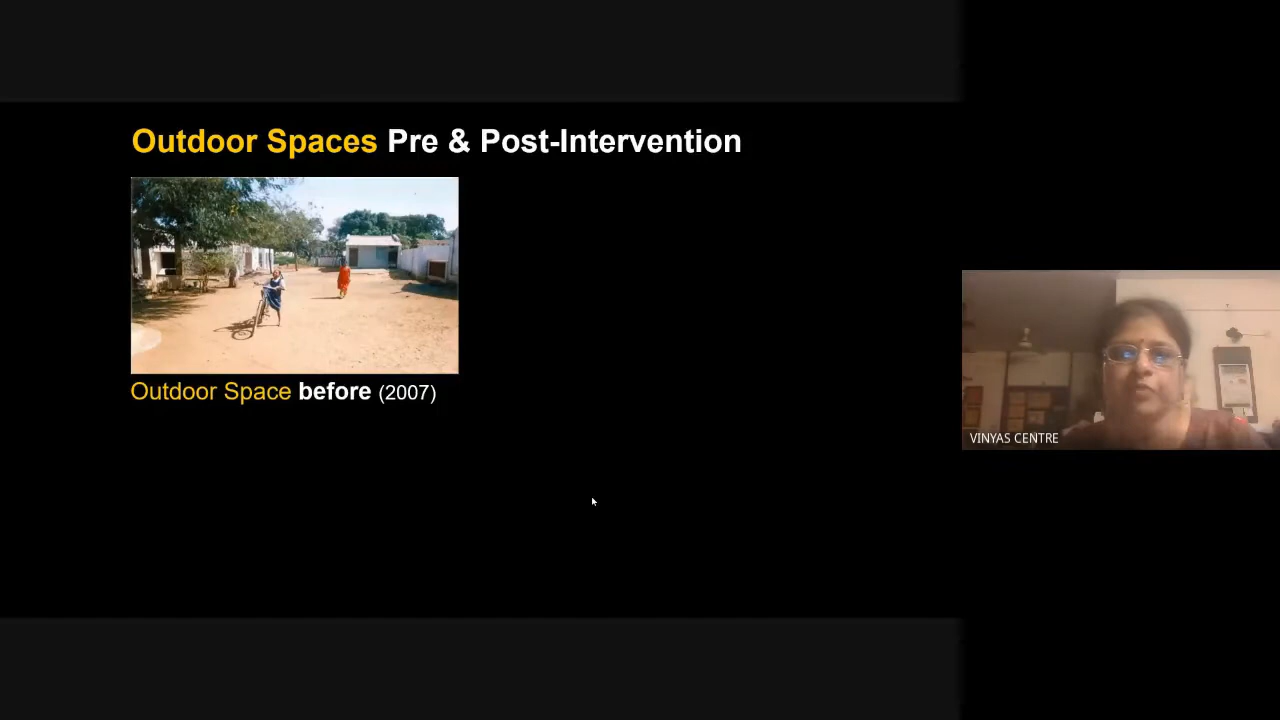 Outdoor Spaces Pre & Post-Intervention
Outdoor Space before (2007)
VINYAS CENTRE